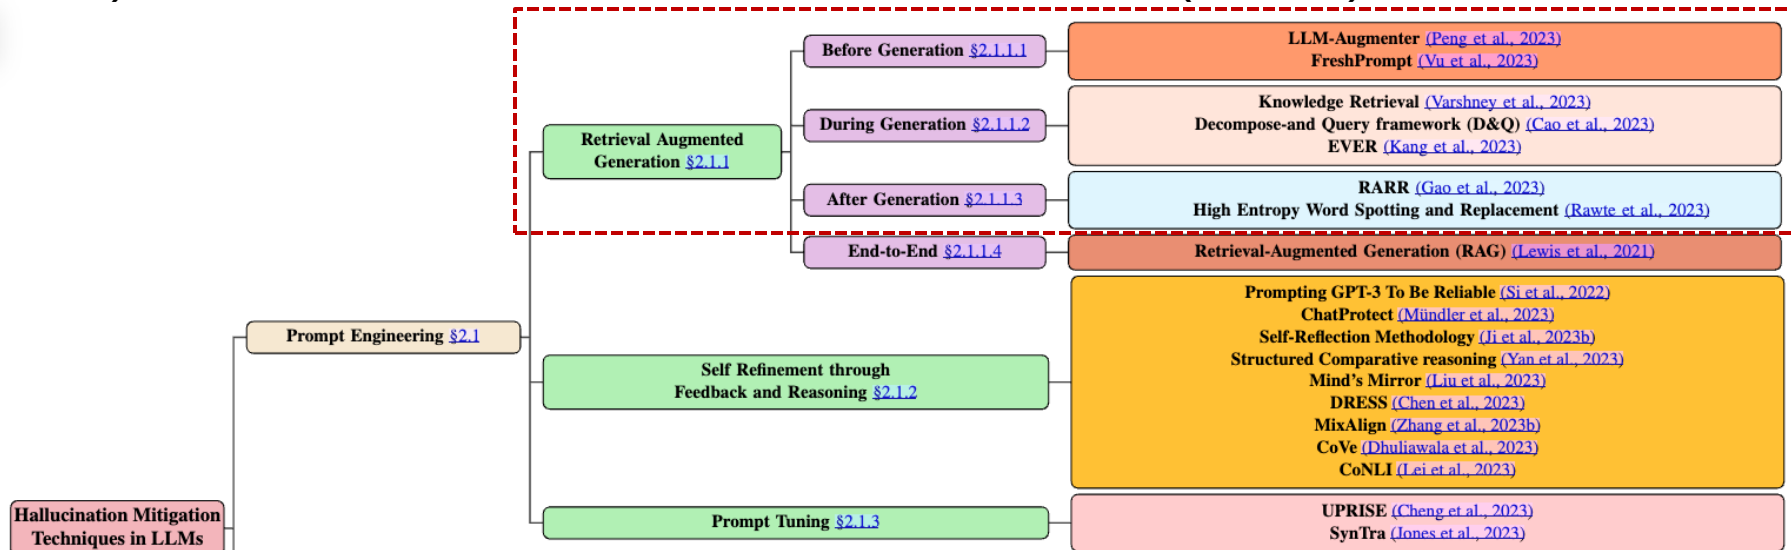 Before Generation §2.1.1.1
LLM-Augmenter (Peng et al., 2023)
FreshPrompt (Vu et al., 2023)
During Generation §2.1.1.2
Knowledge Retrieval (Varshney et al., 2023)
Decompose-and Query framework (D&Q) (Cao et al., 2023)
EVER (Kang et al., 2023)
Retrieval Augmented
Generation §2.1.1
After Generation §2.1.1.3
RARR (Gao et al., 2023)
High Entropy Word Spotting and Replacement (Rawte et al., 2023)
End-to-End §2.1.1.4
Retrieval-Augmented Generation (RAG) (Lewis et al., 2021)
Prompt Engineering §2.1
Self Refinement through
Feedback and Reasoning §2.1.2
Prompting GPT-3 To Be Reliable (Si et al., 2022)
ChatProtect (Mündler et al., 2023)
Self-Reflection Methodology (Ji et al., 2023b)
Structured Comparative reasoning (Yan et al., 2023)
Mind's Mirror (Liu et al., 2023)
DRESS (Chen et al., 2023)
MixAlign (Zhang et al., 2023b)
CoVe (Dhuliawala et al., 2023)
CoNLI (Lei et al., 2023)
Prompt Tuning §2.1.3
UPRISE (Cheng et al., 2023)
SynTra (Jones et al., 2023)
Hallucination Mitigation
Techniques in LLMs